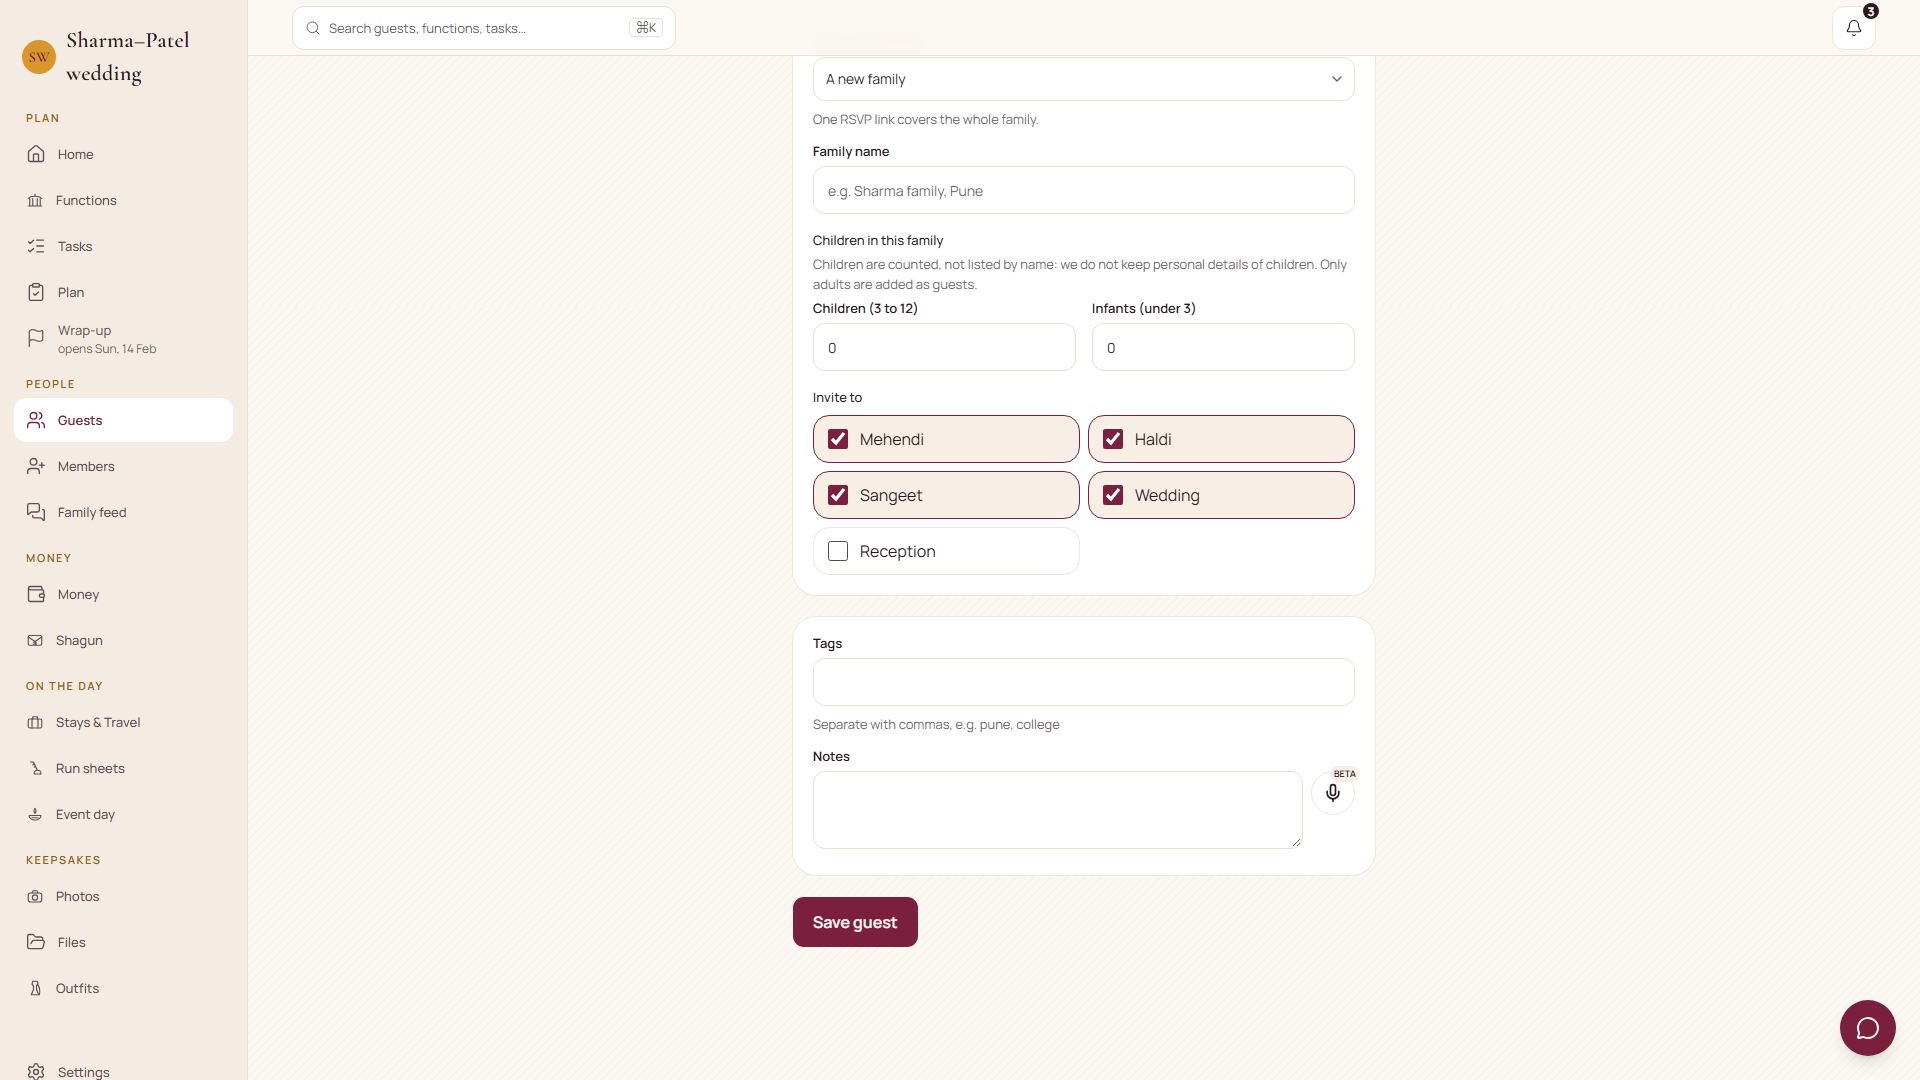 SW
Sharma–Patel
wedding
PLAN
Home
Functions
Tasks
Plan
Wrap-up
opens Sun, 14 Feb
PEOPLE
Guests
Members
Family feed
MONEY
Money
Shagun
ON THE DAY
Stays & Travel
Run sheets
Event day
KEEPSAKES
Photos
Files
Outfits
Settings
Search guests, functions, tasks...
⌘K
3
A new family
One RSVP link covers the whole family.
Family name
e.g. Sharma family, Pune
Children in this family
Children are counted, not listed by name: we do not keep personal details of children. Only
adults are added as guests.
Children (3 to 12)
Infants (under 3)
0
0
Invite to
Mehendi
Haldi
Sangeet
Wedding
Reception
Tags
Separate with commas, e.g. pune, college
Notes
BETA
Save guest